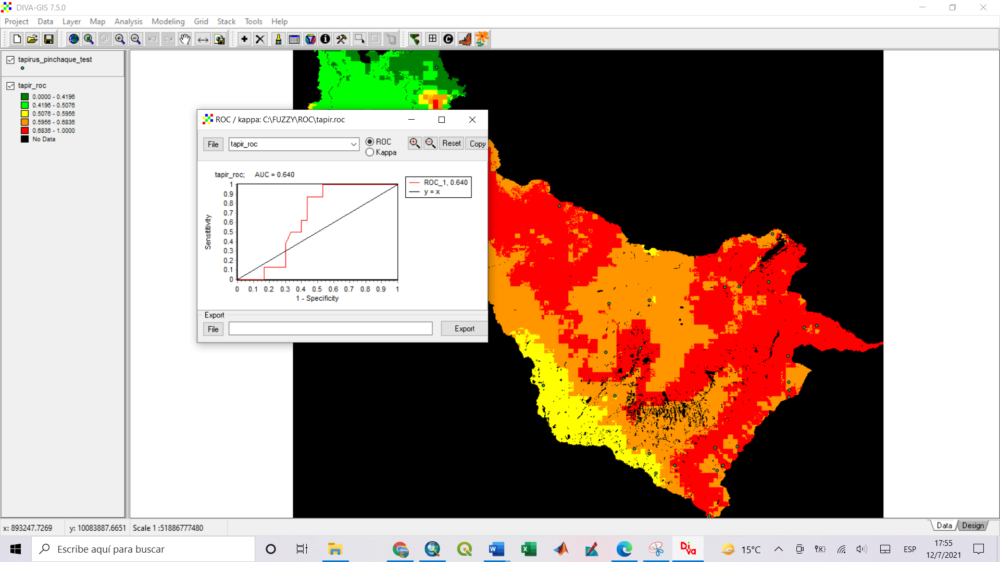 DIVA-GIS 7.5.0
Project Data Layer Map Analysis Modeling Grid Stack Tools Help
tapirus_pinchaque_test
tapir_roc
0.0000 - 0.4196
0.4196 - 0.5076
0.5076 - 0.5956
0.5956 - 0.6836
0.6836 - 1.0000
No Data
ROC / kappa: C:\FUZZY\ROC\tapir.roc
File tapir_roc ROC Kappa Reset Copy
tapir_roc; AUC = 0.640
1
0.9
0.8
0.7
0.6
0.5
0.4
0.3
0.2
0.1
0
Sensititivity
0 0.1 0.2 0.3 0.4 0.5 0.6 0.7 0.8 0.9 1
1 - Specificity
ROC_1, 0.640
y = x
Export
File Export
x: 893247.7269 y: 10083887.6651 Scale 1 :51886777480
Data Design
Escribe aquí para buscar
15°C
ESP
17:55
12/7/2021